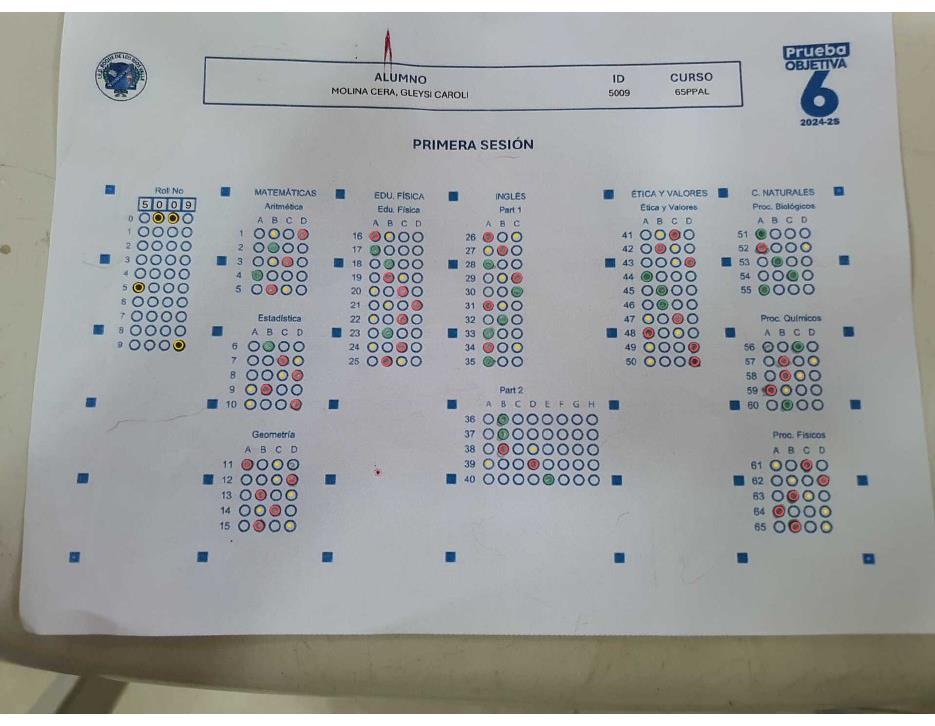 Prueba
OBJETIVA
6
2024-25
ALUMNO ID CURSO
MOLINA CERA, GLEYSI CAROLI 5009 65PPAL
PRIMERA SESIÓN
Roll No
5 0 0 9
0
1
2
3
4
5
6
7
8
9
MATEMÁTICAS
Aritmética
A B C D
1
2
3
4
5
Estadística
A B C D
6
7
8
9
10
Geometría
A B C D
11
12
13
14
15
EDU. FÍSICA
Edu. Física
A B C D
16
17
18
19
20
21
22
23
24
25
INGLÉS
Part 1
A B C
26
27
28
29
30
31
32
33
34
35
Part 2
A B C D E F G H
36
37
38
39
40
ÉTICA Y VALORES
Ética y Valores
A B C D
41
42
43
44
45
46
47
48
49
50
C. NATURALES
Proc. Biológicos
A B C D
51
52
53
54
55
Proc. Químicos
A B C D
56
57
58
59
60
Proc. Físicos
A B C D
61
62
63
64
65